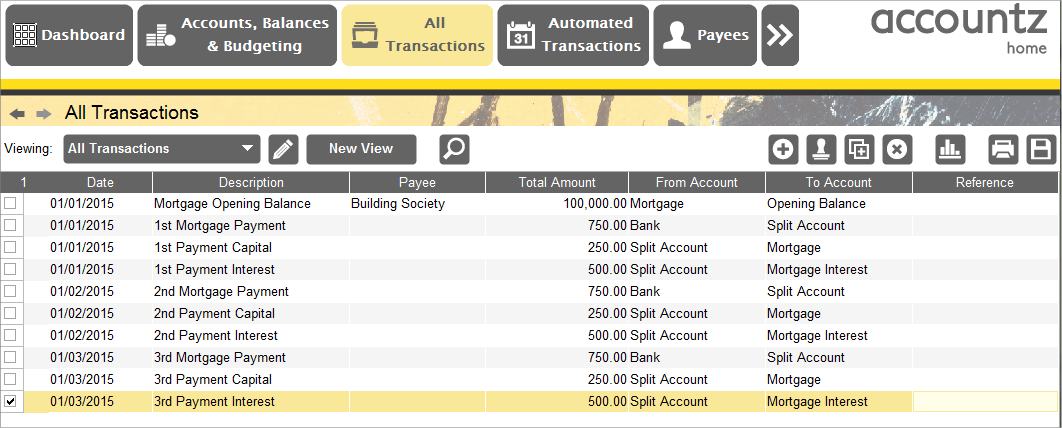 Dashboard
Accounts, Balances
& Budgeting
All
Transactions
31
Automated
Transactions
Payees
accountz
home
All Transactions
Viewing: All Transactions New View
1 Date Description Payee Total Amount From Account To Account Reference
01/01/2015 Mortgage Opening Balance Building Society 100,000.00 Mortgage Opening Balance
01/01/2015 1st Mortgage Payment 750.00 Bank Split Account
01/01/2015 1st Payment Capital 250.00 Split Account Mortgage
01/01/2015 1st Payment Interest 500.00 Split Account Mortgage Interest
01/02/2015 2nd Mortgage Payment 750.00 Bank Split Account
01/02/2015 2nd Payment Capital 250.00 Split Account Mortgage
01/02/2015 2nd Payment Interest 500.00 Split Account Mortgage Interest
01/03/2015 3rd Mortgage Payment 750.00 Bank Split Account
01/03/2015 3rd Payment Capital 250.00 Split Account Mortgage
01/03/2015 3rd Payment Interest 500.00 Split Account Mortgage Interest